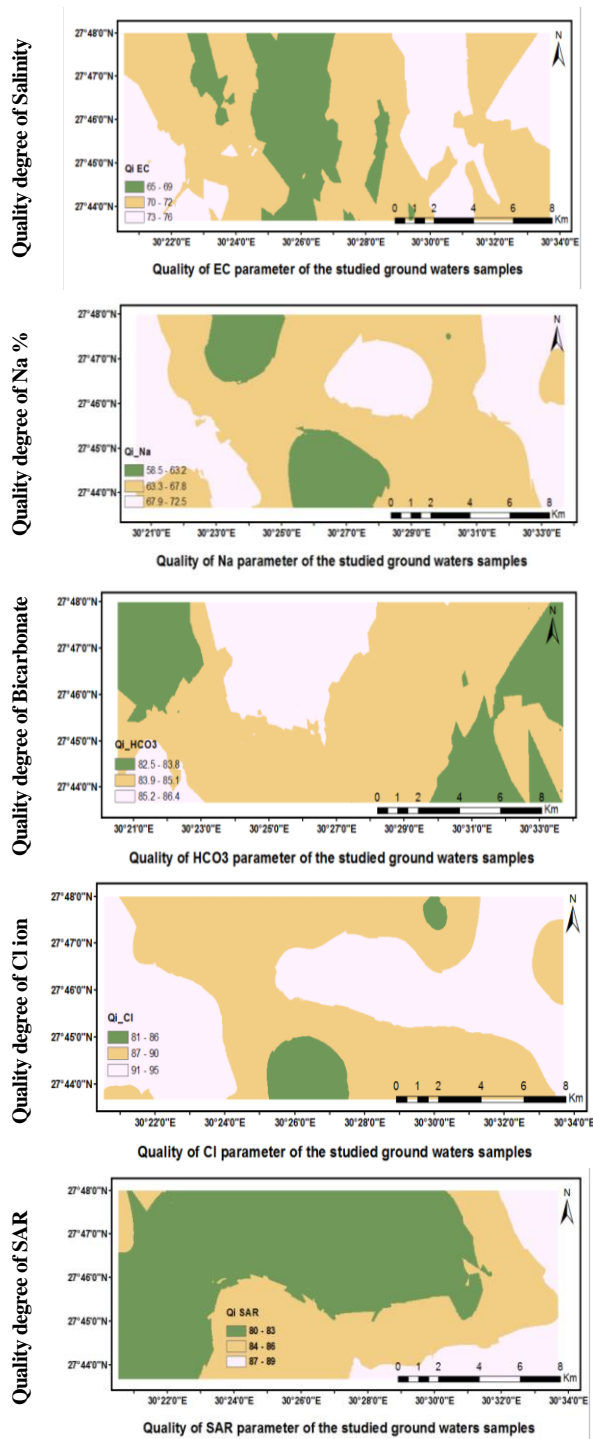 Quality degree of Salinity
27°48'0"N
27°47'0"N
27°46'0"N
27°45'0"N
27°44'0"N
N
Qi EC
65 - 69
70 - 72
73 - 76
0 1 2 4 6 8
Km
30°22'0"E 30°24'0"E 30°26'0"E 30°28'0"E 30°30'0"E 30°32'0"E 30°34'0"E
Quality of EC parameter of the studied ground waters samples
Quality degree of Na %
27°48'0"N
27°47'0"N
27°46'0"N
27°45'0"N
27°44'0"N
N
Qi_Na
58.5 - 63.2
63.3 - 67.8
67.9 - 72.5
0 1 2 4 6 8
Km
30°21'0"E 30°23'0"E 30°25'0"E 30°27'0"E 30°29'0"E 30°31'0"E 30°33'0"E
Quality of Na parameter of the studied ground waters samples
Quality degree of Bicarbonate
27°48'0"N
27°47'0"N
27°46'0"N
27°45'0"N
27°44'0"N
N
Qi_HCO3
82.5 - 83.8
83.9 - 85.1
85.2 - 86.4
0 1 2 4 6 8
Km
30°21'0"E 30°23'0"E 30°25'0"E 30°27'0"E 30°29'0"E 30°31'0"E 30°33'0"E
Quality of HCO3 parameter of the studied ground waters samples
Quality degree of Cl ion
27°48'0"N
27°47'0"N
27°46'0"N
27°45'0"N
27°44'0"N
N
Qi_Cl
81 - 86
87 - 90
91 - 95
0 1 2 4 6 8
Km
30°22'0"E 30°24'0"E 30°26'0"E 30°28'0"E 30°30'0"E 30°32'0"E 30°34'0"E
Quality of Cl parameter of the studied ground waters samples
Quality degree of SAR
27°48'0"N
27°47'0"N
27°46'0"N
27°45'0"N
27°44'0"N
N
Qi SAR
80 - 83
84 - 86
87 - 89
0 1 2 4 6 8
Km
30°22'0"E 30°24'0"E 30°26'0"E 30°28'0"E 30°30'0"E 30°32'0"E 30°34'0"E
Quality of SAR parameter of the studied ground waters samples